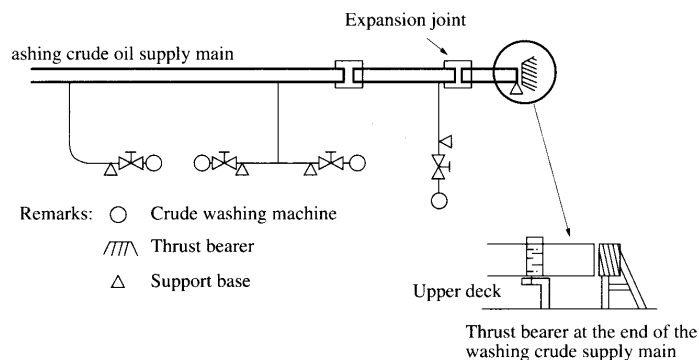 Expansion joint
ashing crude oil supply main
Remarks: Crude washing machine
Thrust bearer
Support base
Upper deck
Thrust bearer at the end of the
washing crude supply main